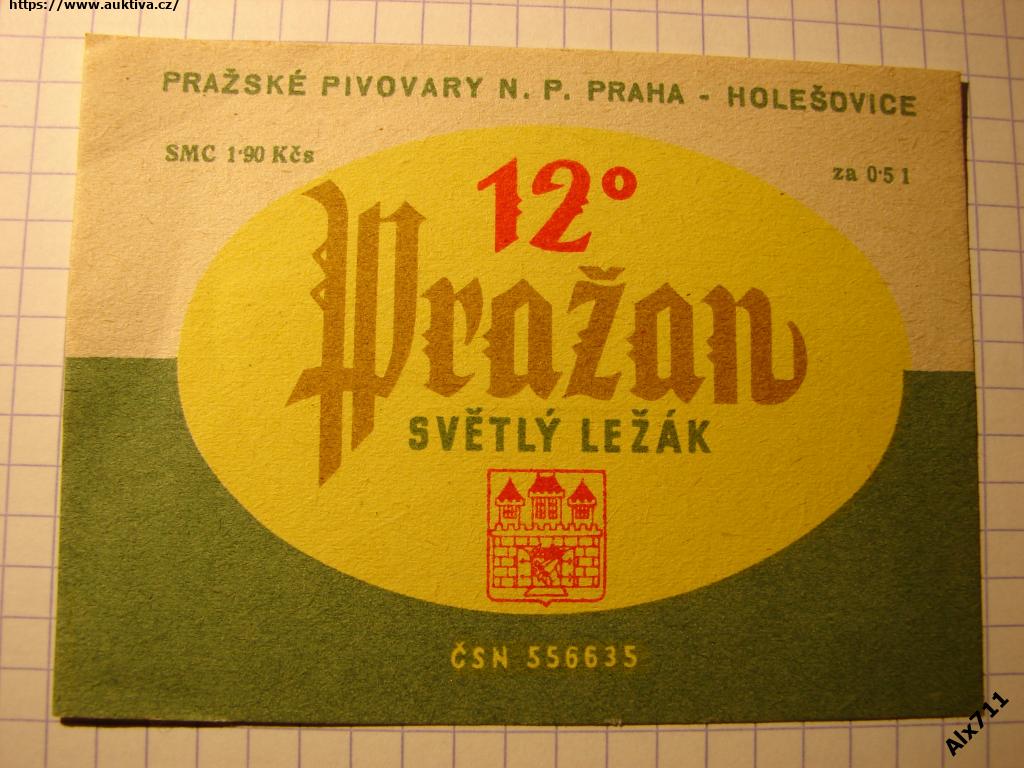 https://www.auktiva.cz/
PRAŽSKÉ PIVOVARY N. P. PRAHA - HOLEŠOVICE
SMC 1·90 Kčs
za 0·5 l
12°
Pražan
SVĚTLÝ LEŽÁK
ČSN 556635
Alx711